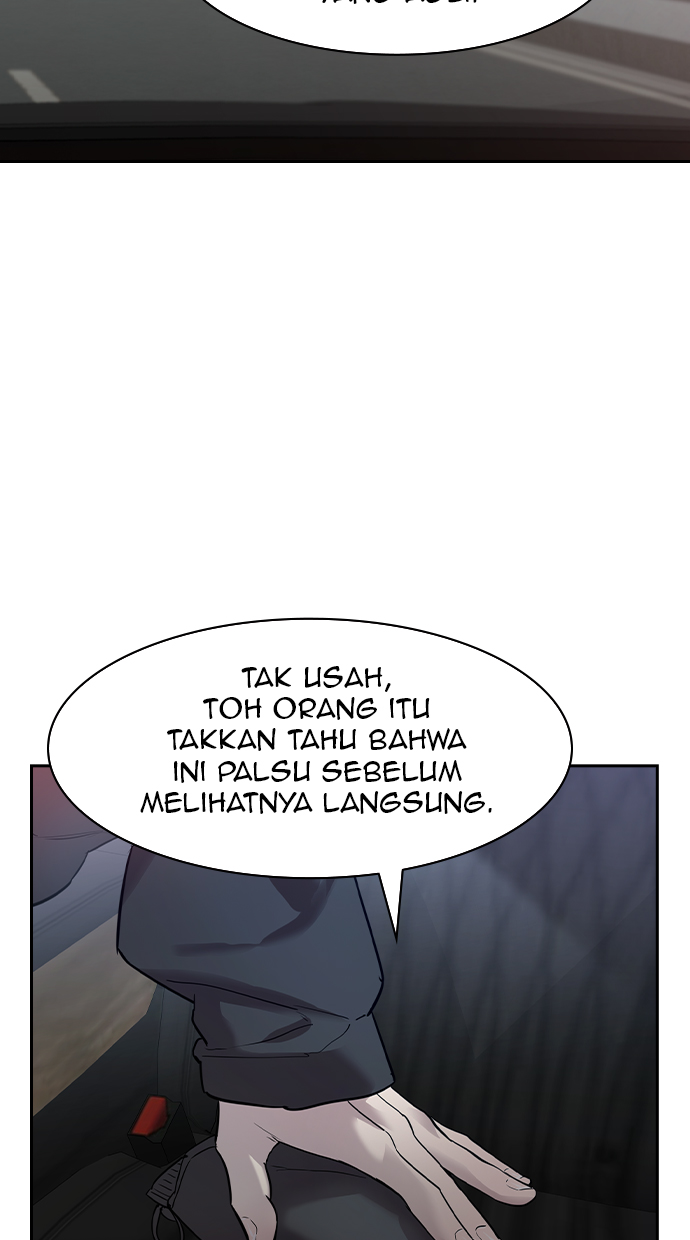 TAK USAH,
TOH ORANG ITU
TAKKAN TAHU BAHWA
INI PALSU SEBELUM
MELIHATNYA LANGSUNG.